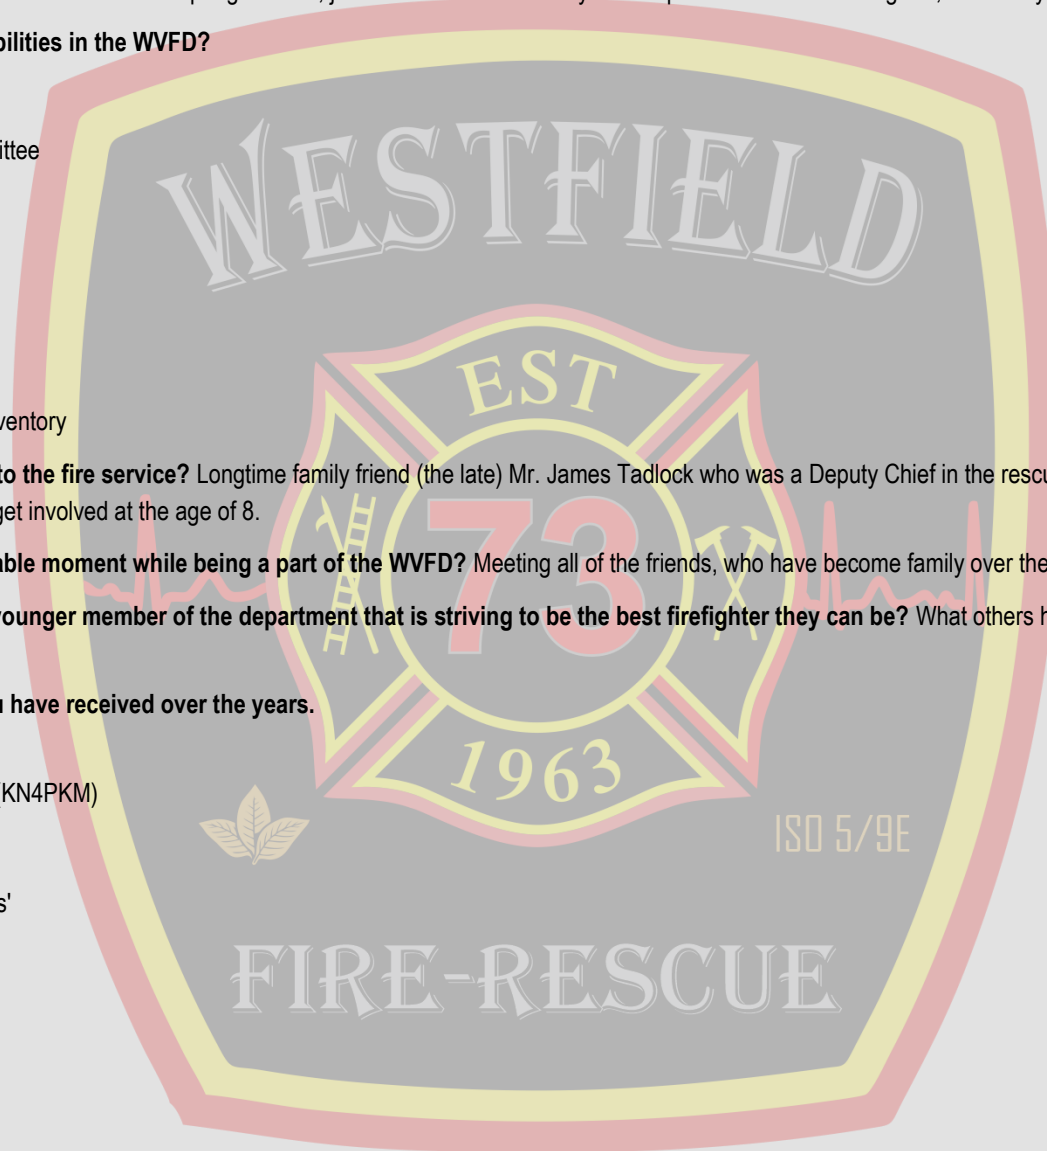 bilities in the WVFD?
ittee
WESTFIELD
EST
ventory
to the fire service? Longtime family friend (the late) Mr. James Tadlock who was a Deputy Chief in the rescu
get involved at the age of 8.
73
able moment while being a part of the WVFD? Meeting all of the friends, who have become family over the
younger member of the department that is striving to be the best firefighter they can be? What others h
u have received over the years.
1963
(KN4PKM)
ISO 5/9E
s'
FIRE-RESCUE